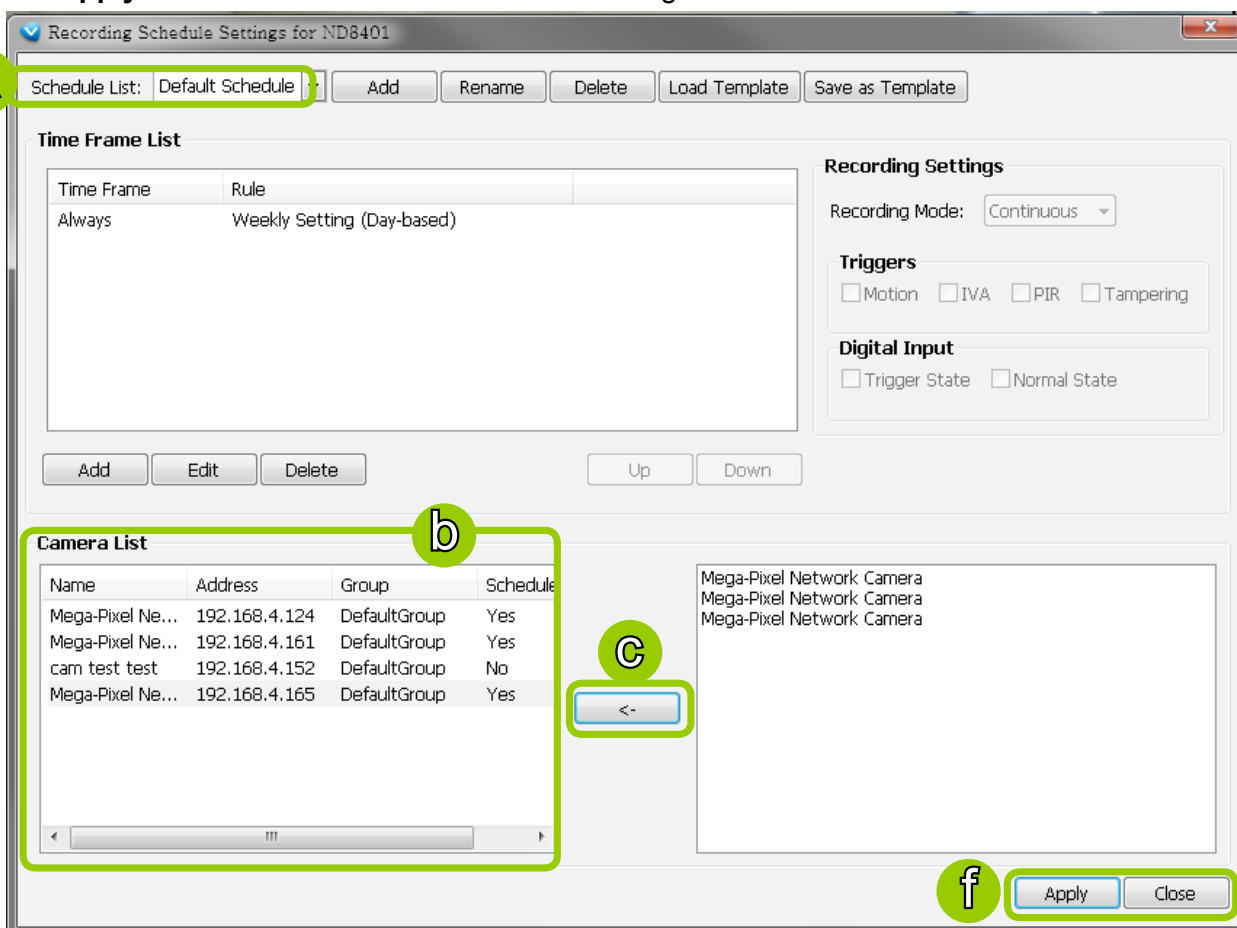 Apply
Recording Schedule Settings for ND8401
Schedule List: Default Schedule Add Rename Delete Load Template Save as Template
Time Frame List
Time Frame Rule
Always Weekly Setting (Day-based)
Recording Settings
Recording Mode: Continuous
Triggers
Motion IVA PIR Tampering
Digital Input
Trigger State Normal State
Add Edit Delete Up Down
b
Camera List
Name Address Group Schedule
Mega-Pixel Ne... 192.168.4.124 DefaultGroup Yes
Mega-Pixel Ne... 192.168.4.161 DefaultGroup Yes
cam test test 192.168.4.152 DefaultGroup No
Mega-Pixel Ne... 192.168.4.165 DefaultGroup Yes
c
<-
Mega-Pixel Network Camera
Mega-Pixel Network Camera
Mega-Pixel Network Camera
f
Apply Close